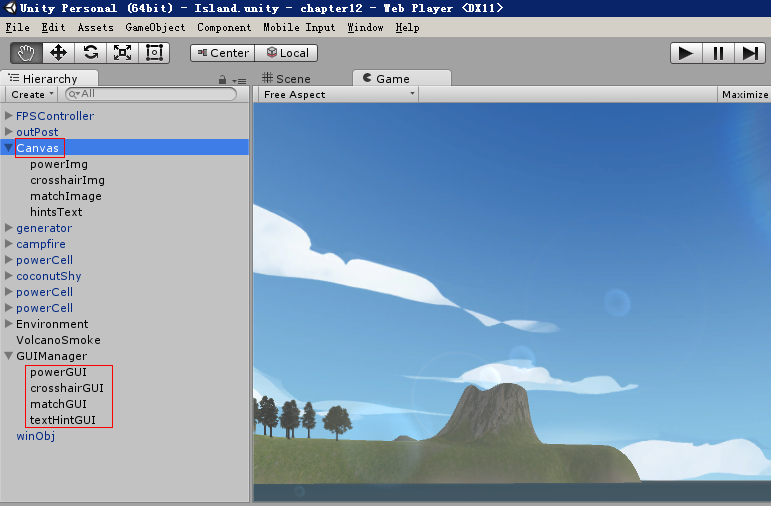 Unity Personal (64bit) - Island.unity - chapter12 - Web Player <DX11>
File Edit Assets GameObject Component Mobile Input Window Help
Center Local
Hierarchy
Create All
Scene Game
Free Aspect Maximize
FPSController
outPost
Canvas
powerImg
crosshairImg
matchImage
hintsText
generator
campfire
powerCell
coconutShy
powerCell
powerCell
Environment
VolcanoSmoke
GUIManager
powerGUI
crosshairGUI
matchGUI
textHintGUI
winObj